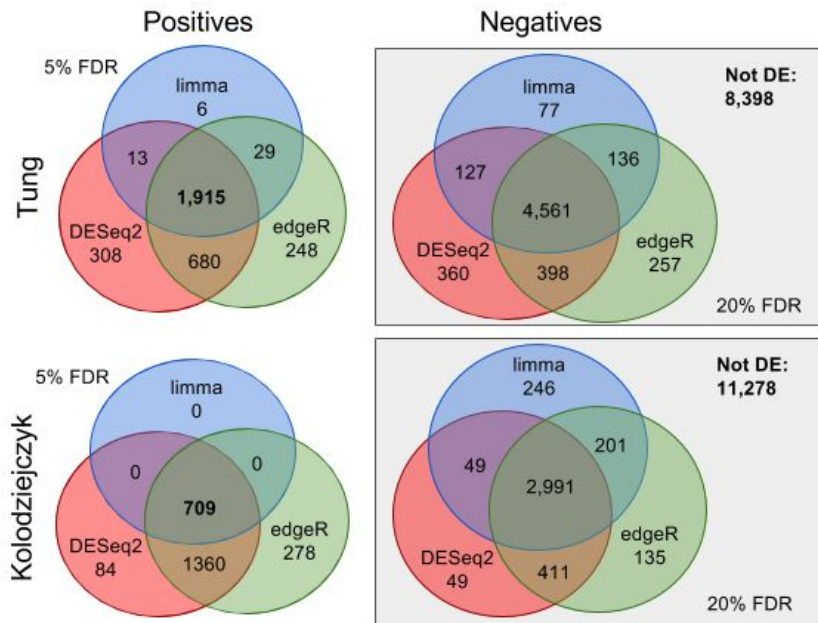 Positives
Negatives
Tung
5% FDR
limma
6
13
29
1,915
DESeq2
308
680
edgeR
248
Not DE:
8,398
limma
77
127
136
4,561
DESeq2
360
398
edgeR
257
20% FDR
Kolodziejczyk
5% FDR
limma
0
0
0
709
DESeq2
84
1360
edgeR
278
Not DE:
11,278
limma
246
49
201
2,991
DESeq2
49
411
edgeR
135
20% FDR